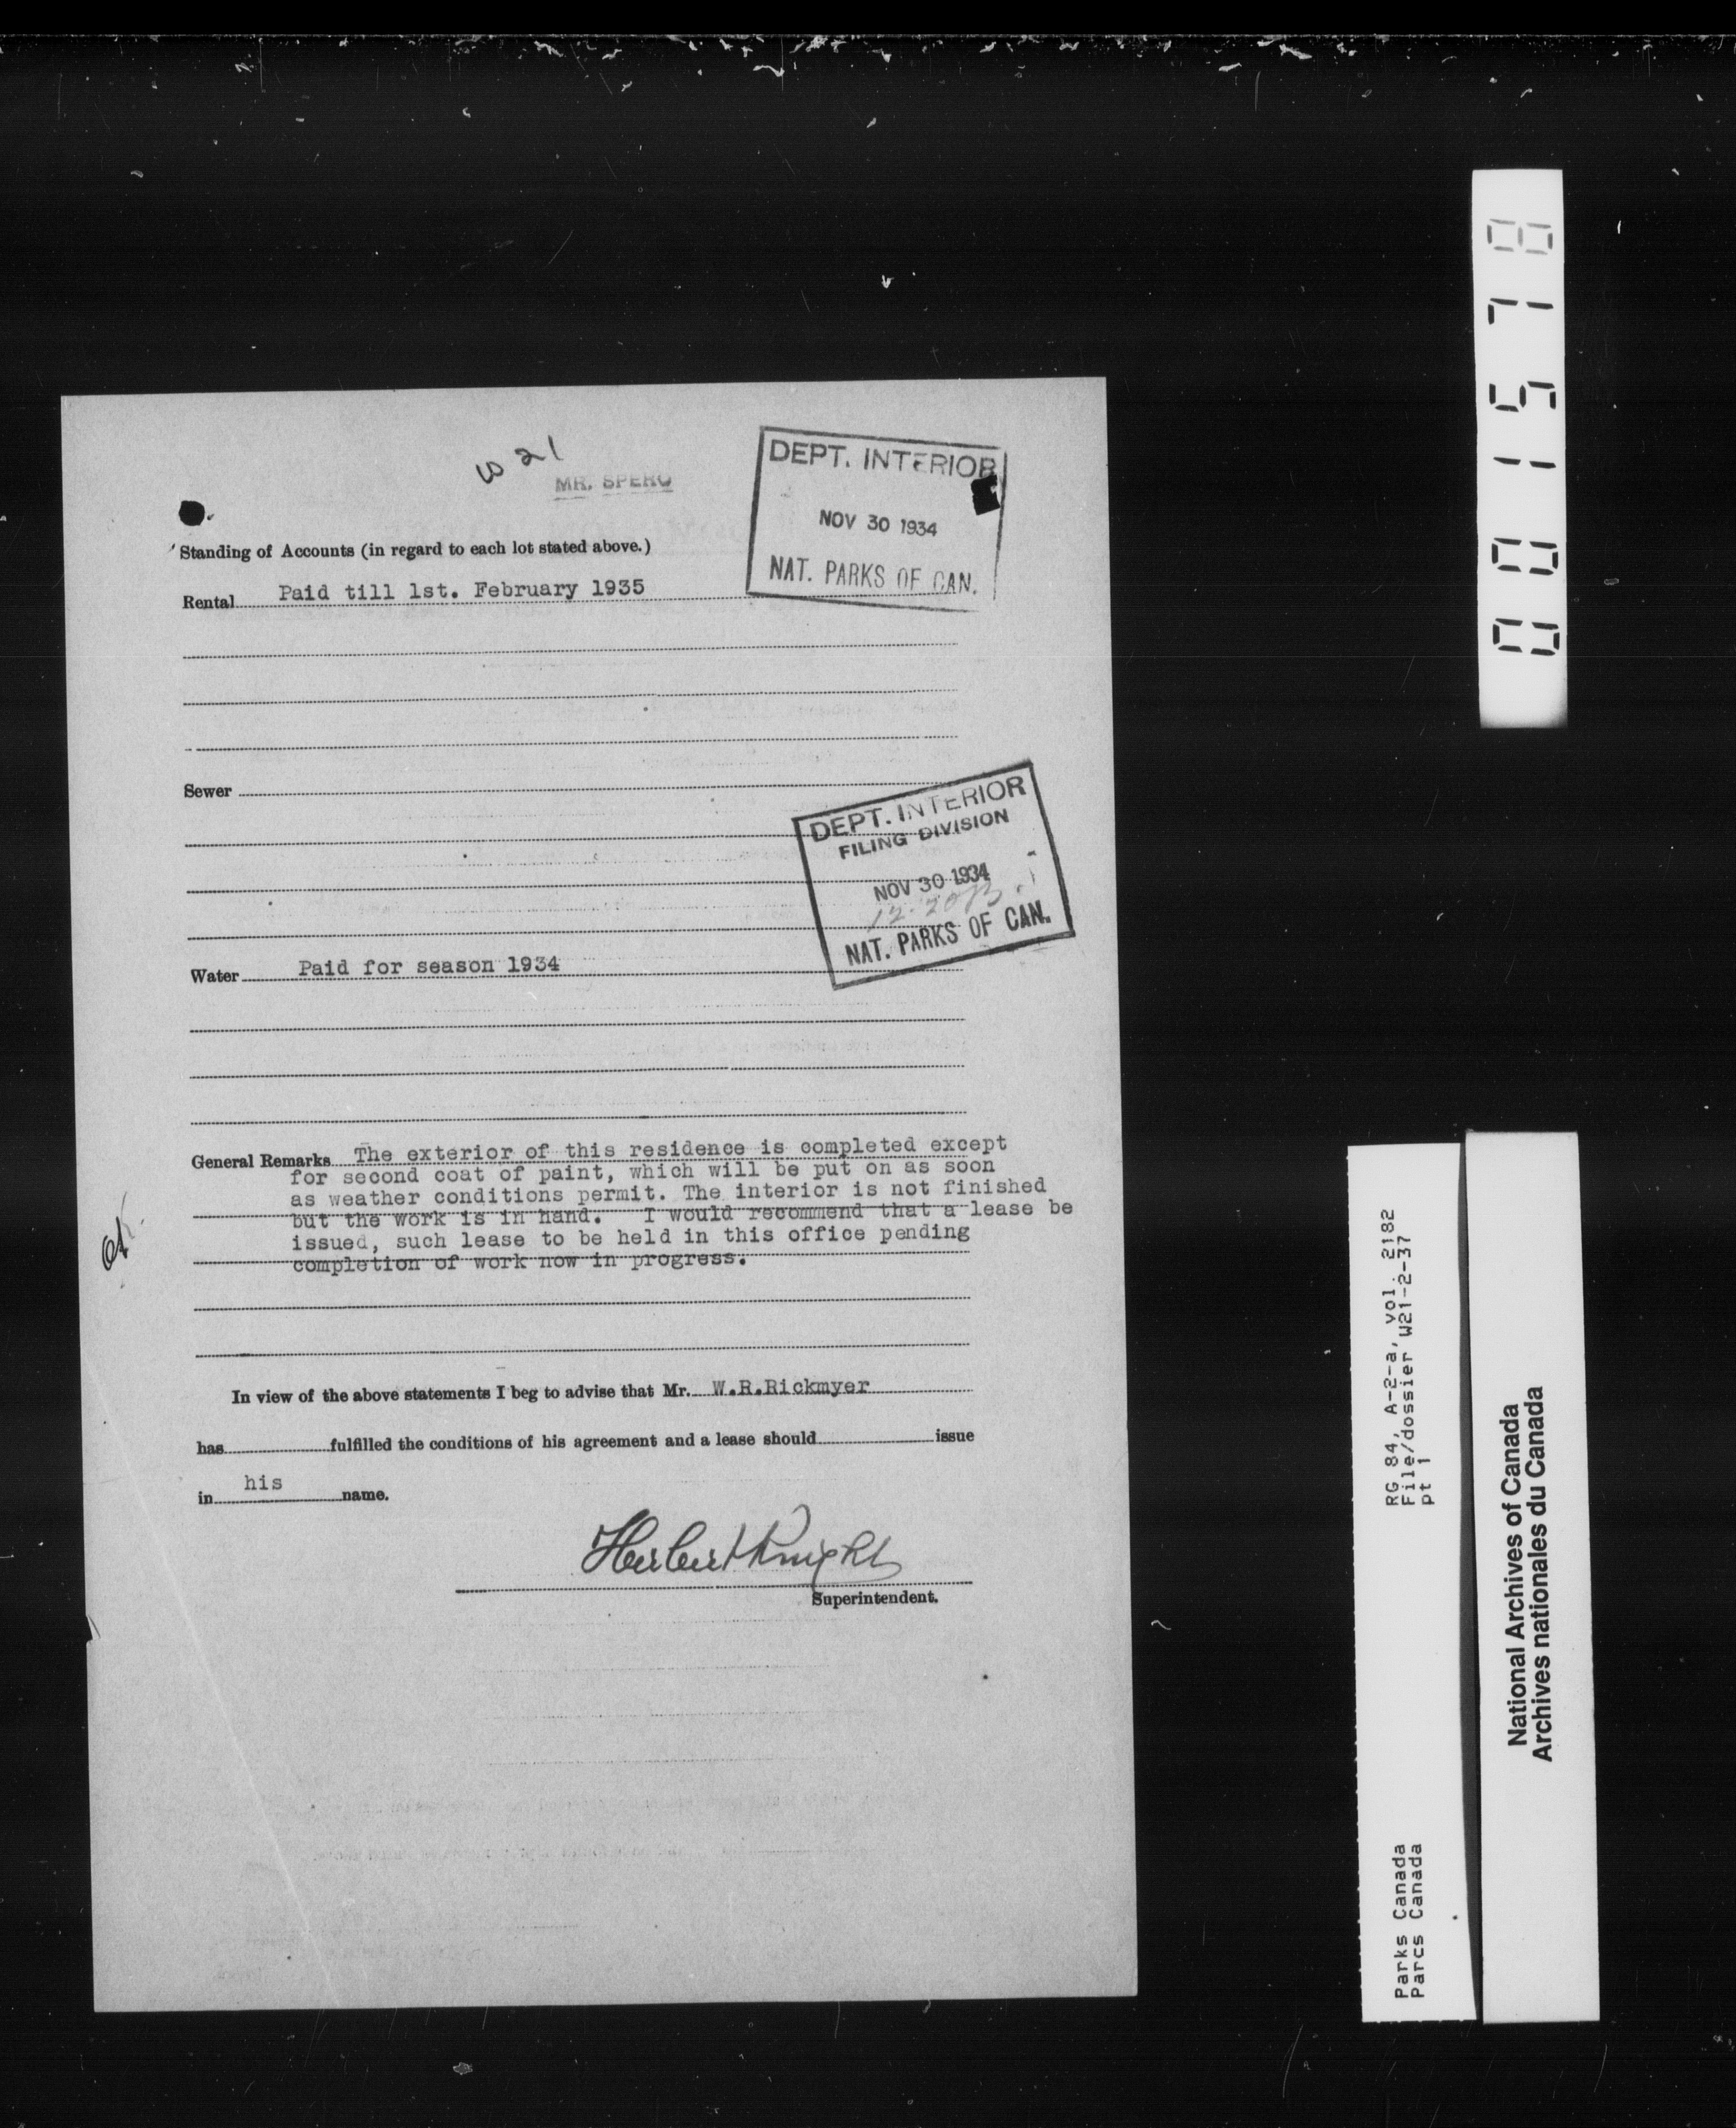 W 21
MR. SPERO
DEPT. INTERIOR
NOV 30 1934
NAT. PARKS OF CAN.
Standing of Accounts (in regard to each lot stated above.)
Rental Paid till 1st. February 1935
Sewer
DEPT. INTERIOR
FILING DIVISION
NOV 30 1934
NAT. PARKS OF CAN.
Water Paid for season 1934
General Remarks The exterior of this residence is completed except
for second coat of paint, which will be put on as soon
as weather conditions permit. The interior is not finished
but the work is in hand. I would recommend that a lease be
issued, such lease to be held in this office pending
completion of work now in progress.
In view of the above statements I beg to advise that Mr. W.R.Rickmyer
has fulfilled the conditions of his agreement and a lease should issue
in his name.
Herbert Knight
Superintendent.
001578
RG 84, A-2-a, vol. 2182
File/dossier W21-2-37
pt 1
Parks Canada
Parcs Canada
National Archives of Canada
Archives nationales du Canada